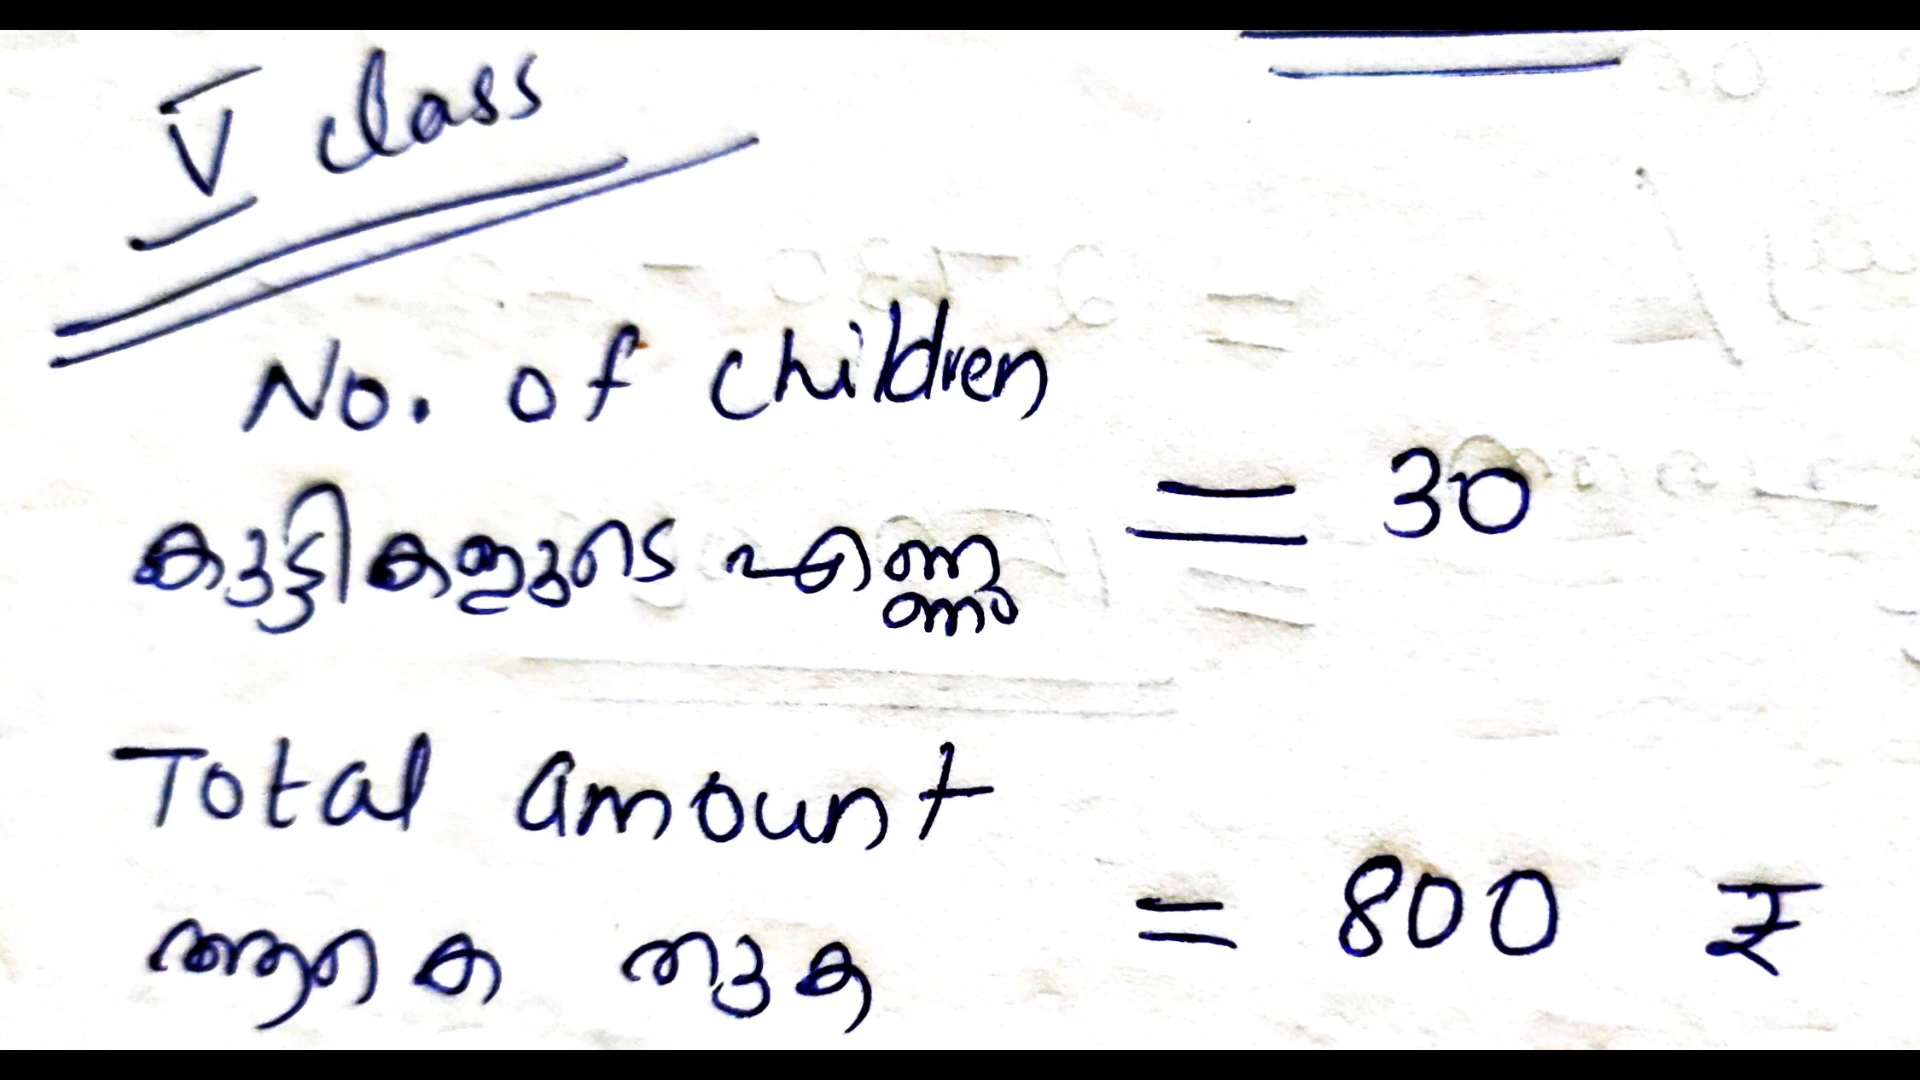 V class
No. of children
കുട്ടികളുടെ എണ്ണം = 30
Total amount
ആകെ തുക = 800 ₹